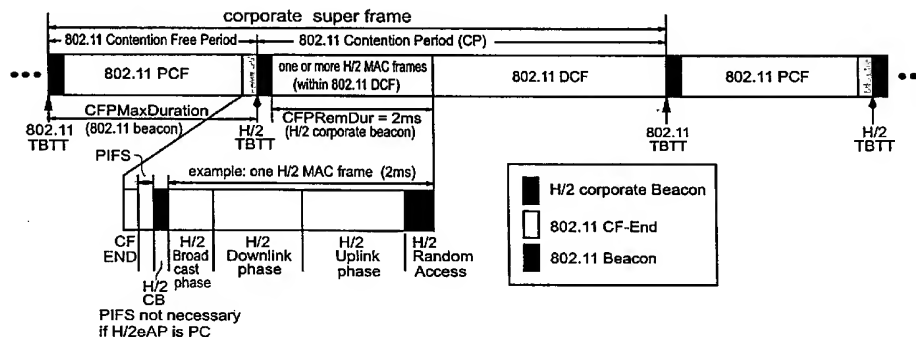 corporate super frame
802.11 Contention Free Period
802.11 Contention Period (CP)
802.11 PCF
one or more H/2 MAC frames
(within 802.11 DCF)
802.11 DCF
802.11 PCF
CFPMaxDuration
(802.11 beacon)
CFPRemDur = 2ms
(H/2 corporate beacon)
802.11
TBTT
H/2
TBTT
802.11
TBTT
H/2
TBTT
PIFS
example: one H/2 MAC frame (2ms)
CF
END
H/2
CB
H/2
Broad
cast
phase
H/2
Downlink
phase
H/2
Uplink
phase
H/2
Random
Access
PIFS not necessary
if H/2eAP is PC
H/2 corporate Beacon
802.11 CF-End
802.11 Beacon